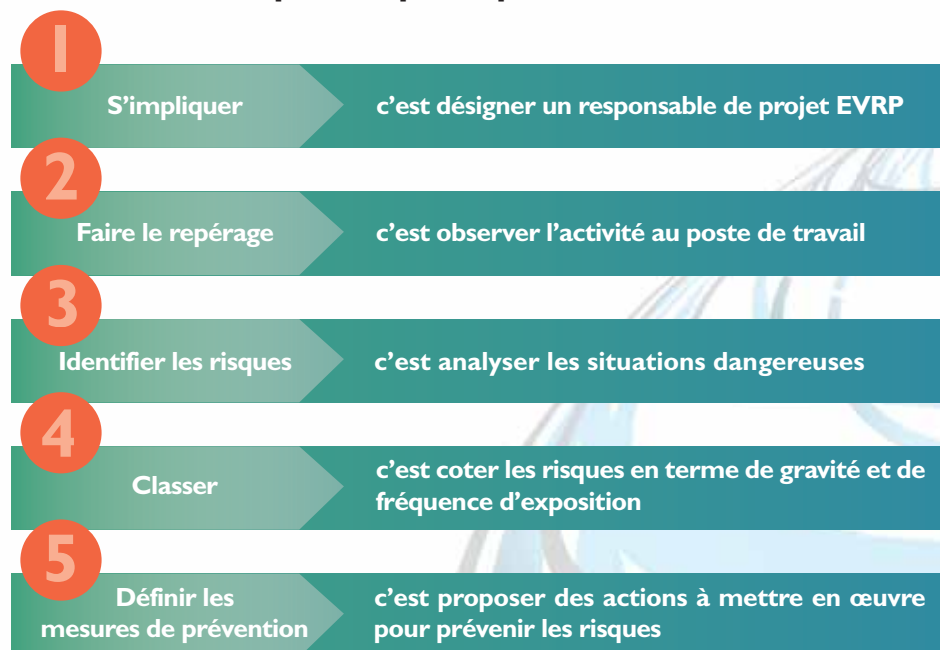 1
S'impliquer
c'est désigner un responsable de projet EVRP
2
Faire le repérage
c'est observer l'activité au poste de travail
3
Identifier les risques
c'est analyser les situations dangereuses
4
Classer
c'est coter les risques en terme de gravité et de
fréquence d'exposition
5
Définir les
mesures de prévention
c'est proposer des actions à mettre en œuvre
pour prévenir les risques